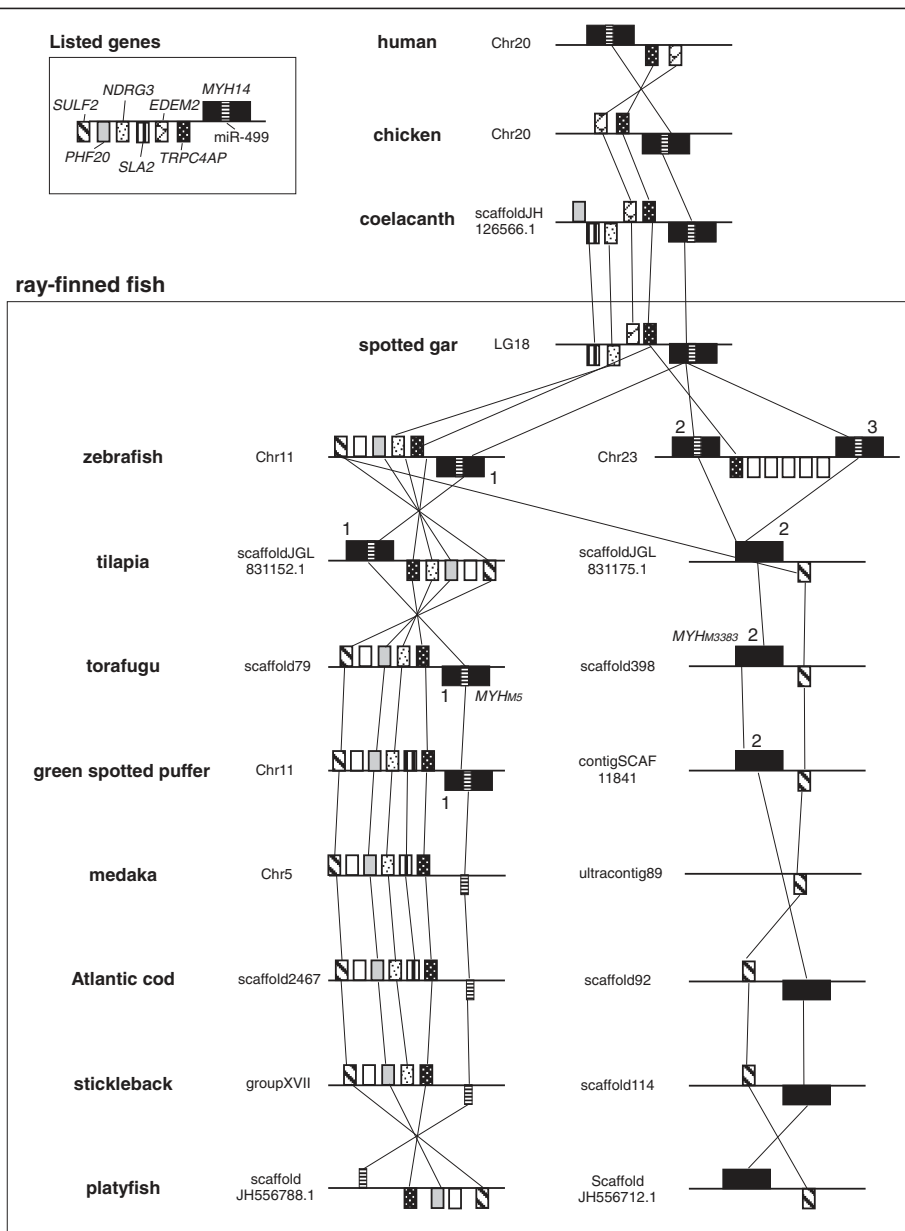 Listed genes
NDRG3
MYH14
SULF2
EDEM2
miR-499
PHF20
TRPC4AP
SLA2
human
Chr20
chicken
Chr20
coelacanth
scaffoldJH
126566.1
ray-finned fish
spotted gar
LG18
zebrafish
Chr11
1
Chr23
2
3
tilapia
scaffoldJGL
831152.1
1
scaffoldJGL
831175.1
2
torafugu
scaffold79
1
MYHM5
scaffold398
MYHM3383
2
green spotted puffer
Chr11
1
contigSCAF
11841
2
medaka
Chr5
ultracontig89
Atlantic cod
scaffold2467
scaffold92
stickleback
groupXVII
scaffold114
platyfish
scaffold
JH556788.1
Scaffold
JH556712.1